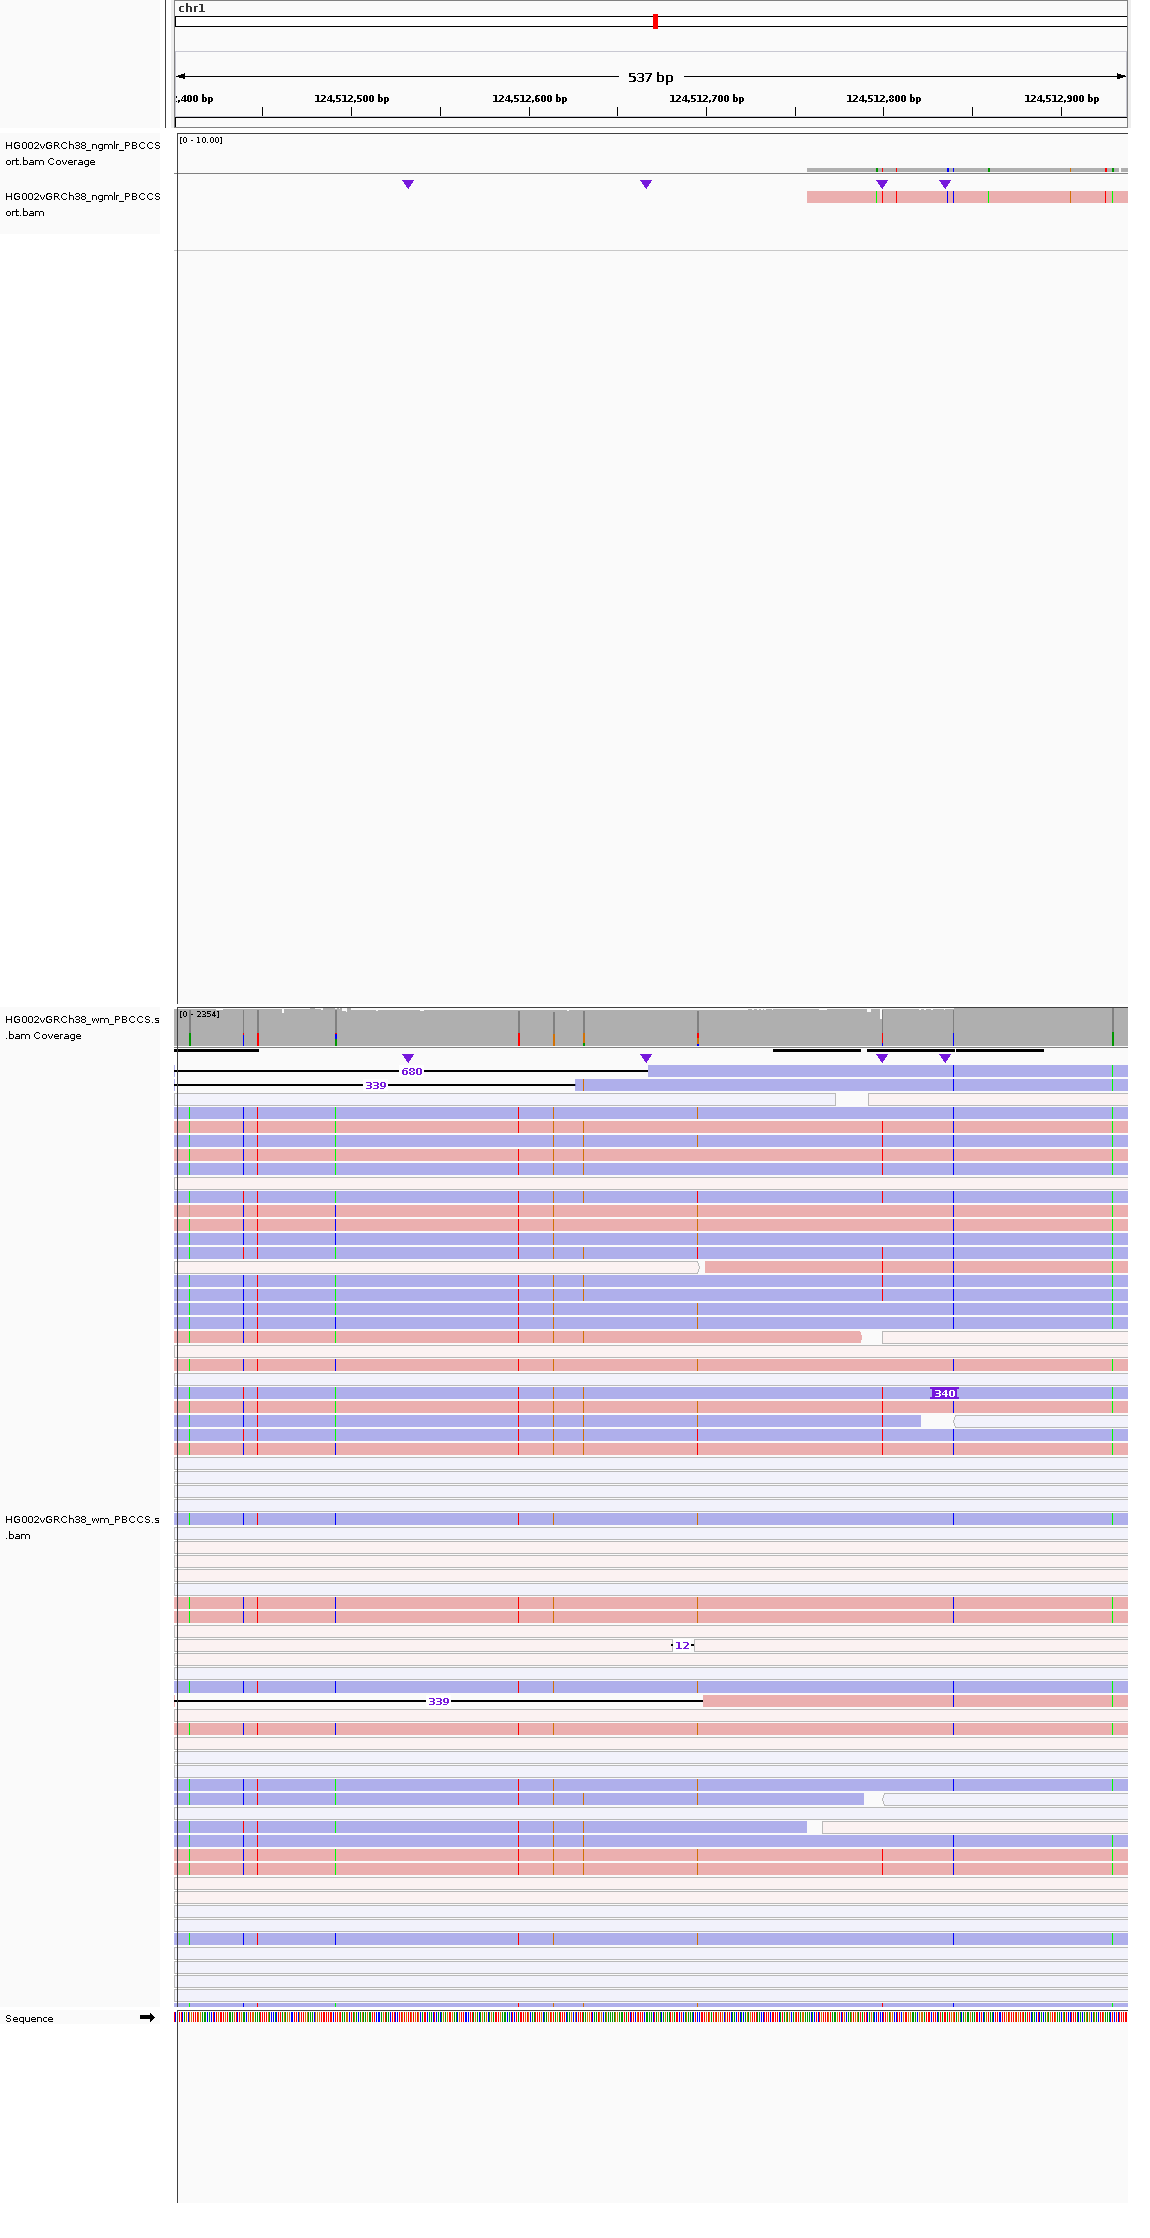 chr1
537 bp
:,400 bp 124,512,500 bp 124,512,600 bp 124,512,700 bp 124,512,800 bp 124,512,900 bp
HG002vGRCh38_ngmlr_PBCCS
ort.bam Coverage
[0 - 10.00]
HG002vGRCh38_ngmlr_PBCCS
ort.bam
HG002vGRCh38_wm_PBCCS.s
.bam Coverage
[0 - 2354]
680
339
340
HG002vGRCh38_wm_PBCCS.s
.bam
12
339
Sequence